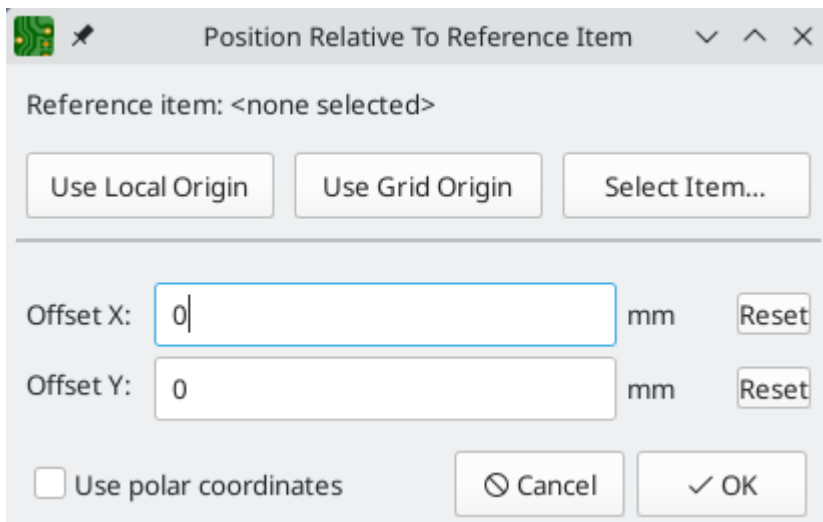 Position Relative To Reference Item
Reference item: <none selected>
Use Local Origin Use Grid Origin Select Item...
Offset X: 0 mm Reset
Offset Y: 0 mm Reset
Use polar coordinates Cancel OK